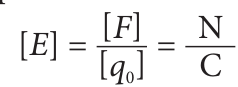 [E] = [F]/[q₀] = N/C